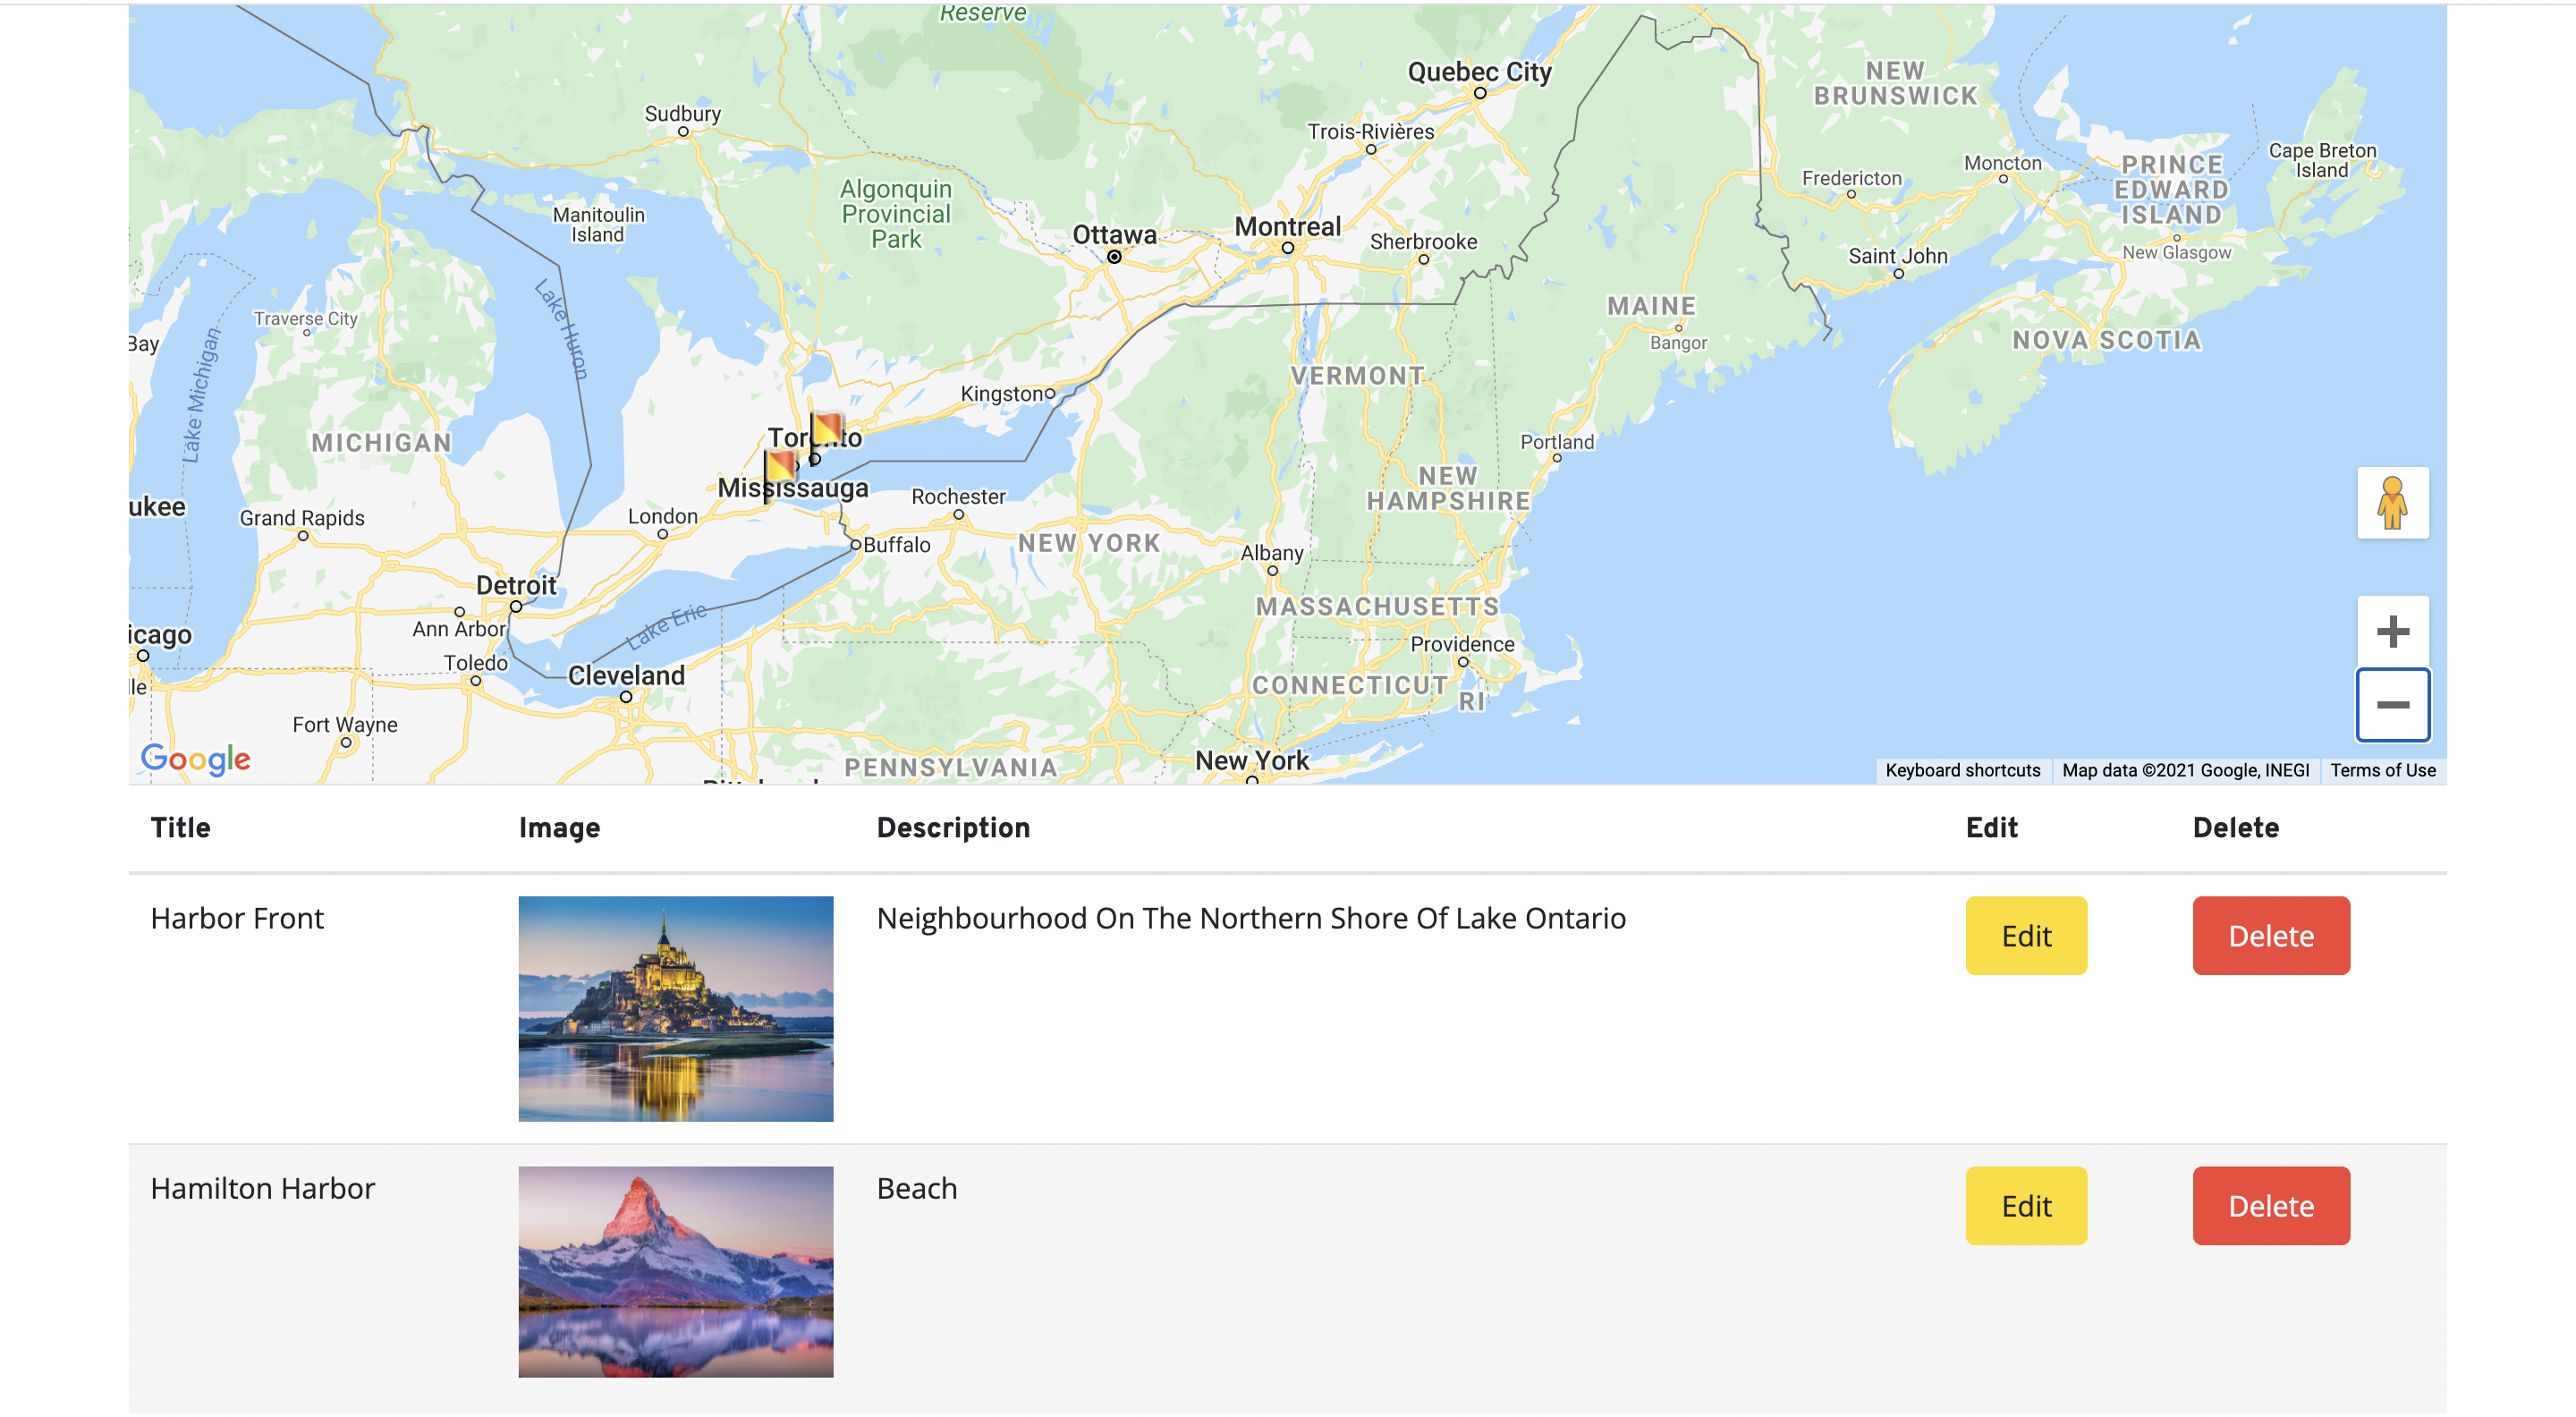 Reserve
Quebec City
NEW
BRUNSWICK
Sudbury
Trois-Rivières
Cape Breton
Island
Moncton
PRINCE
EDWARD
ISLAND
Fredericton
Algonquin
Provincial
Park
Manitoulin
Island
Ottawa
Montreal
Sherbrooke
Saint John
New Glasgow
Lake Huron
MAINE
Traverse City
Bay
Bangor
NOVA SCOTIA
Lake Michigan
VERMONT
Kingston
MICHIGAN
Toronto
Portland
Mississauga
NEW
HAMPSHIRE
ukee
Rochester
Grand Rapids
London
Buffalo
NEW YORK
Albany
Detroit
MASSACHUSETTS
Lake Erie
Ann Arbor
icago
Providence
Toledo
Cleveland
CONNECTICUT
RI
lle
Fort Wayne
Google
New York
PENNSYLVANIA
Keyboard shortcuts Map data ©2021 Google, INEGI Terms of Use
Title Image Description Edit Delete
Harbor Front Neighbourhood On The Northern Shore Of Lake Ontario Edit Delete
Hamilton Harbor Beach Edit Delete